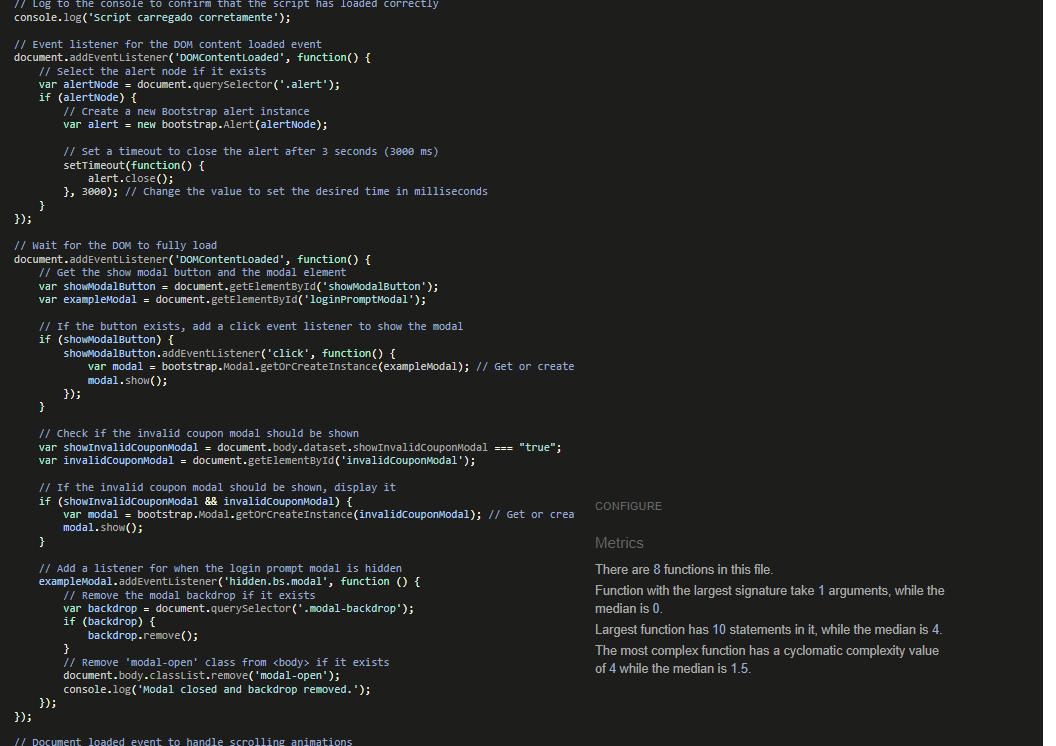 // Log to the console to confirm that the script has loaded correctly
console.log('Script carregado corretamente');
// Event listener for the DOM content loaded event
document.addEventListener('DOMContentLoaded', function() {
// Select the alert node if it exists
var alertNode = document.querySelector('.alert');
if (alertNode) {
// Create a new Bootstrap alert instance
var alert = new bootstrap.Alert(alertNode);
// Set a timeout to close the alert after 3 seconds (3000 ms)
setTimeout(function() {
alert.close();
}, 3000); // Change the value to set the desired time in milliseconds
}
});
// Wait for the DOM to fully load
document.addEventListener('DOMContentLoaded', function() {
// Get the show modal button and the modal element
var showModalButton = document.getElementById('showModalButton');
var exampleModal = document.getElementById('loginPromptModal');
// If the button exists, add a click event listener to show the modal
if (showModalButton) {
showModalButton.addEventListener('click', function() {
var modal = bootstrap.Modal.getOrCreateInstance(exampleModal); // Get or create
modal.show();
});
}
// Check if the invalid coupon modal should be shown
var showInvalidCouponModal = document.body.dataset.showInvalidCouponModal === "true";
var invalidCouponModal = document.getElementById('invalidCouponModal');
// If the invalid coupon modal should be shown, display it
if (showInvalidCouponModal && invalidCouponModal) {
var modal = bootstrap.Modal.getOrCreateInstance(invalidCouponModal); // Get or crea
modal.show();
}
// Add a listener for when the login prompt modal is hidden
exampleModal.addEventListener('hidden.bs.modal', function () {
// Remove the modal backdrop if it exists
var backdrop = document.querySelector('.modal-backdrop');
if (backdrop) {
backdrop.remove();
}
// Remove 'modal-open' class from <body> if it exists
document.body.classList.remove('modal-open');
console.log('Modal closed and backdrop removed.');
});
});
// Document loaded event to handle scrolling animations
CONFIGURE
Metrics
There are 8 functions in this file.
Function with the largest signature take 1 arguments, while the
median is 0.
Largest function has 10 statements in it, while the median is 4.
The most complex function has a cyclomatic complexity value
of 4 while the median is 1.5.